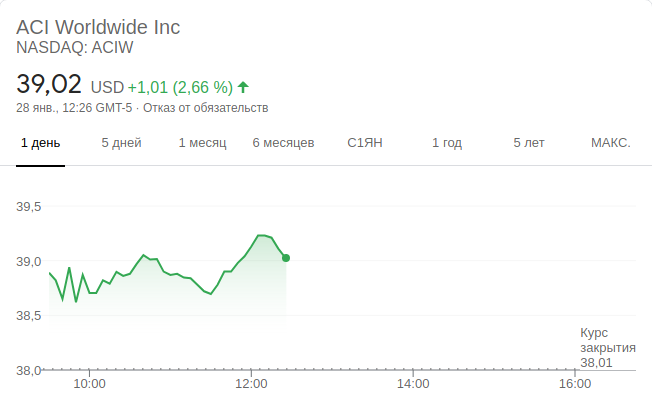 ACI Worldwide Inc
NASDAQ: ACIW
39,02 USD +1,01 (2,66 %)
28 янв., 12:26 GMT-5 · Отказ от обязательств
1 день 5 дней 1 месяц 6 месяцев С1ЯН 1 год 5 лет МАКС.
39,5
39,0
38,5
Курс
закрытия
38,01
38,0
10:00 12:00 14:00 16:00